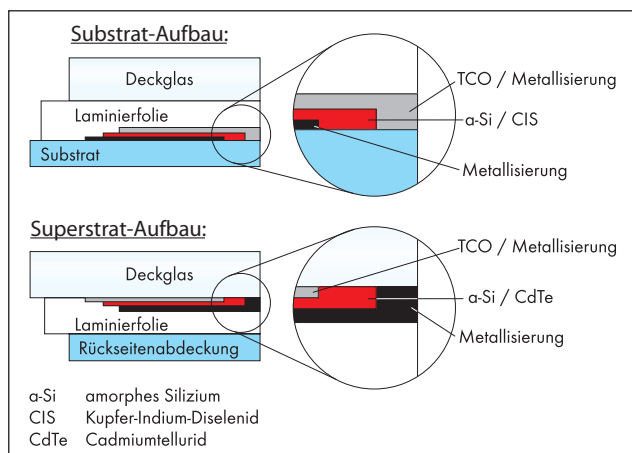 Substrat-Aufbau:
Deckglas
Laminierfolie
Substrat
TCO / Metallisierung
a-Si / CIS
Metallisierung
Superstrat-Aufbau:
Deckglas
Laminierfolie
Rückseitenabdeckung
TCO / Metallisierung
a-Si / CdTe
Metallisierung
a-Si amorphes Silizium
CIS Kupfer-Indium-Diselenid
CdTe Cadmiumtellurid